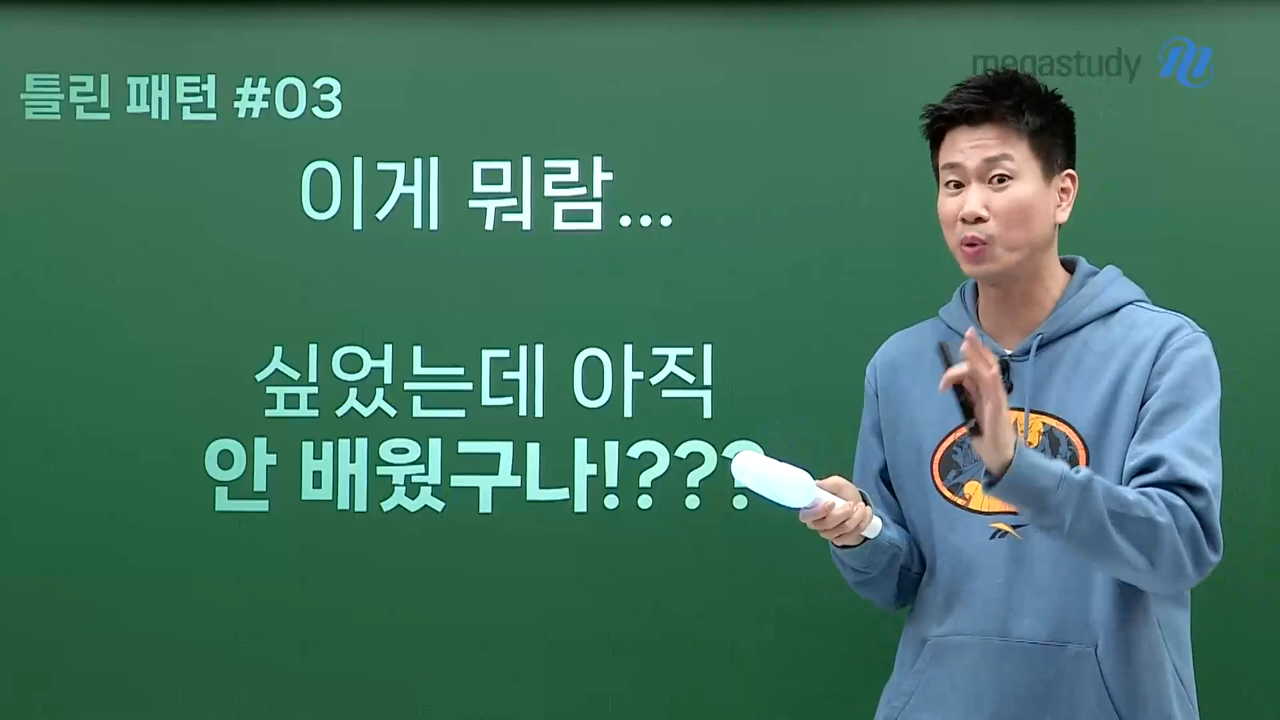 틀린 패턴 #03
megastudy
이게 뭐람...
싶었는데 아직
안 배웠구나!???